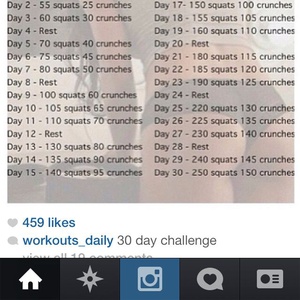 Day 2 - 55 squats 25 crunches
Day 3 - 60 squats 30 crunches
Day 4 - Rest
Day 5 - 70 squats 40 crunches
Day 6 - 75 squats 45 crunches
Day 7 - 80 squats 50 crunches
Day 8 - Rest
Day 9 - 100 squats 60 crunches
Day 10 - 105 squats 65 crunches
Day 11 - 110 squats 70 crunches
Day 12 - Rest
Day 13 - 130 squats 80 crunches
Day 14 - 135 squats 90 crunches
Day 15 - 140 squats 95 crunches
Day 17- 150 squats 100 crunches
Day 18 - 155 squats 105 crunches
Day 19 - 160 squats 110 crunches
Day 20 - Rest
Day 21 - 180 squats 115 crunches
Day 22 - 185 squats 120 crunches
Day 23 - 190 squats 125 crunches
Day 24 - Rest
Day 25 - 220 squats 130 crunches
Day 26 - 225 squats 135 crunches
Day 27 - 230 squats 140 crunches
Day 28 - Rest
Day 29 - 240 squats 145 crunches
Day 30 - 250 squats 150 crunches
459 likes
workouts_daily 30 day challenge
view all 19 comments